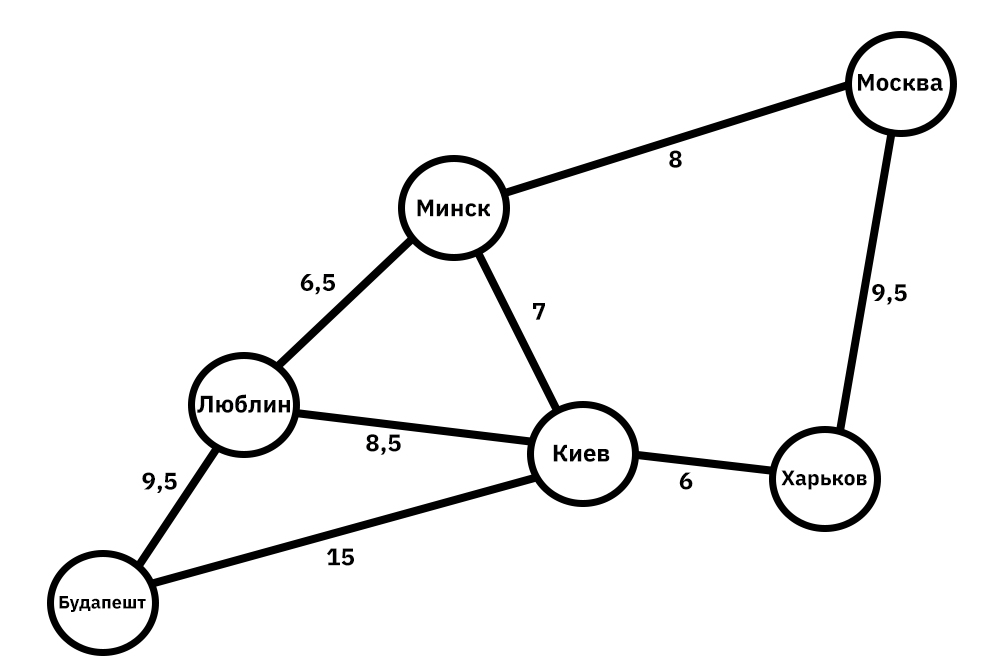 Москва
8
Минск
6,5
7
9,5
Люблин
8,5
Киев
9,5
6
Харьков
15
Будапешт